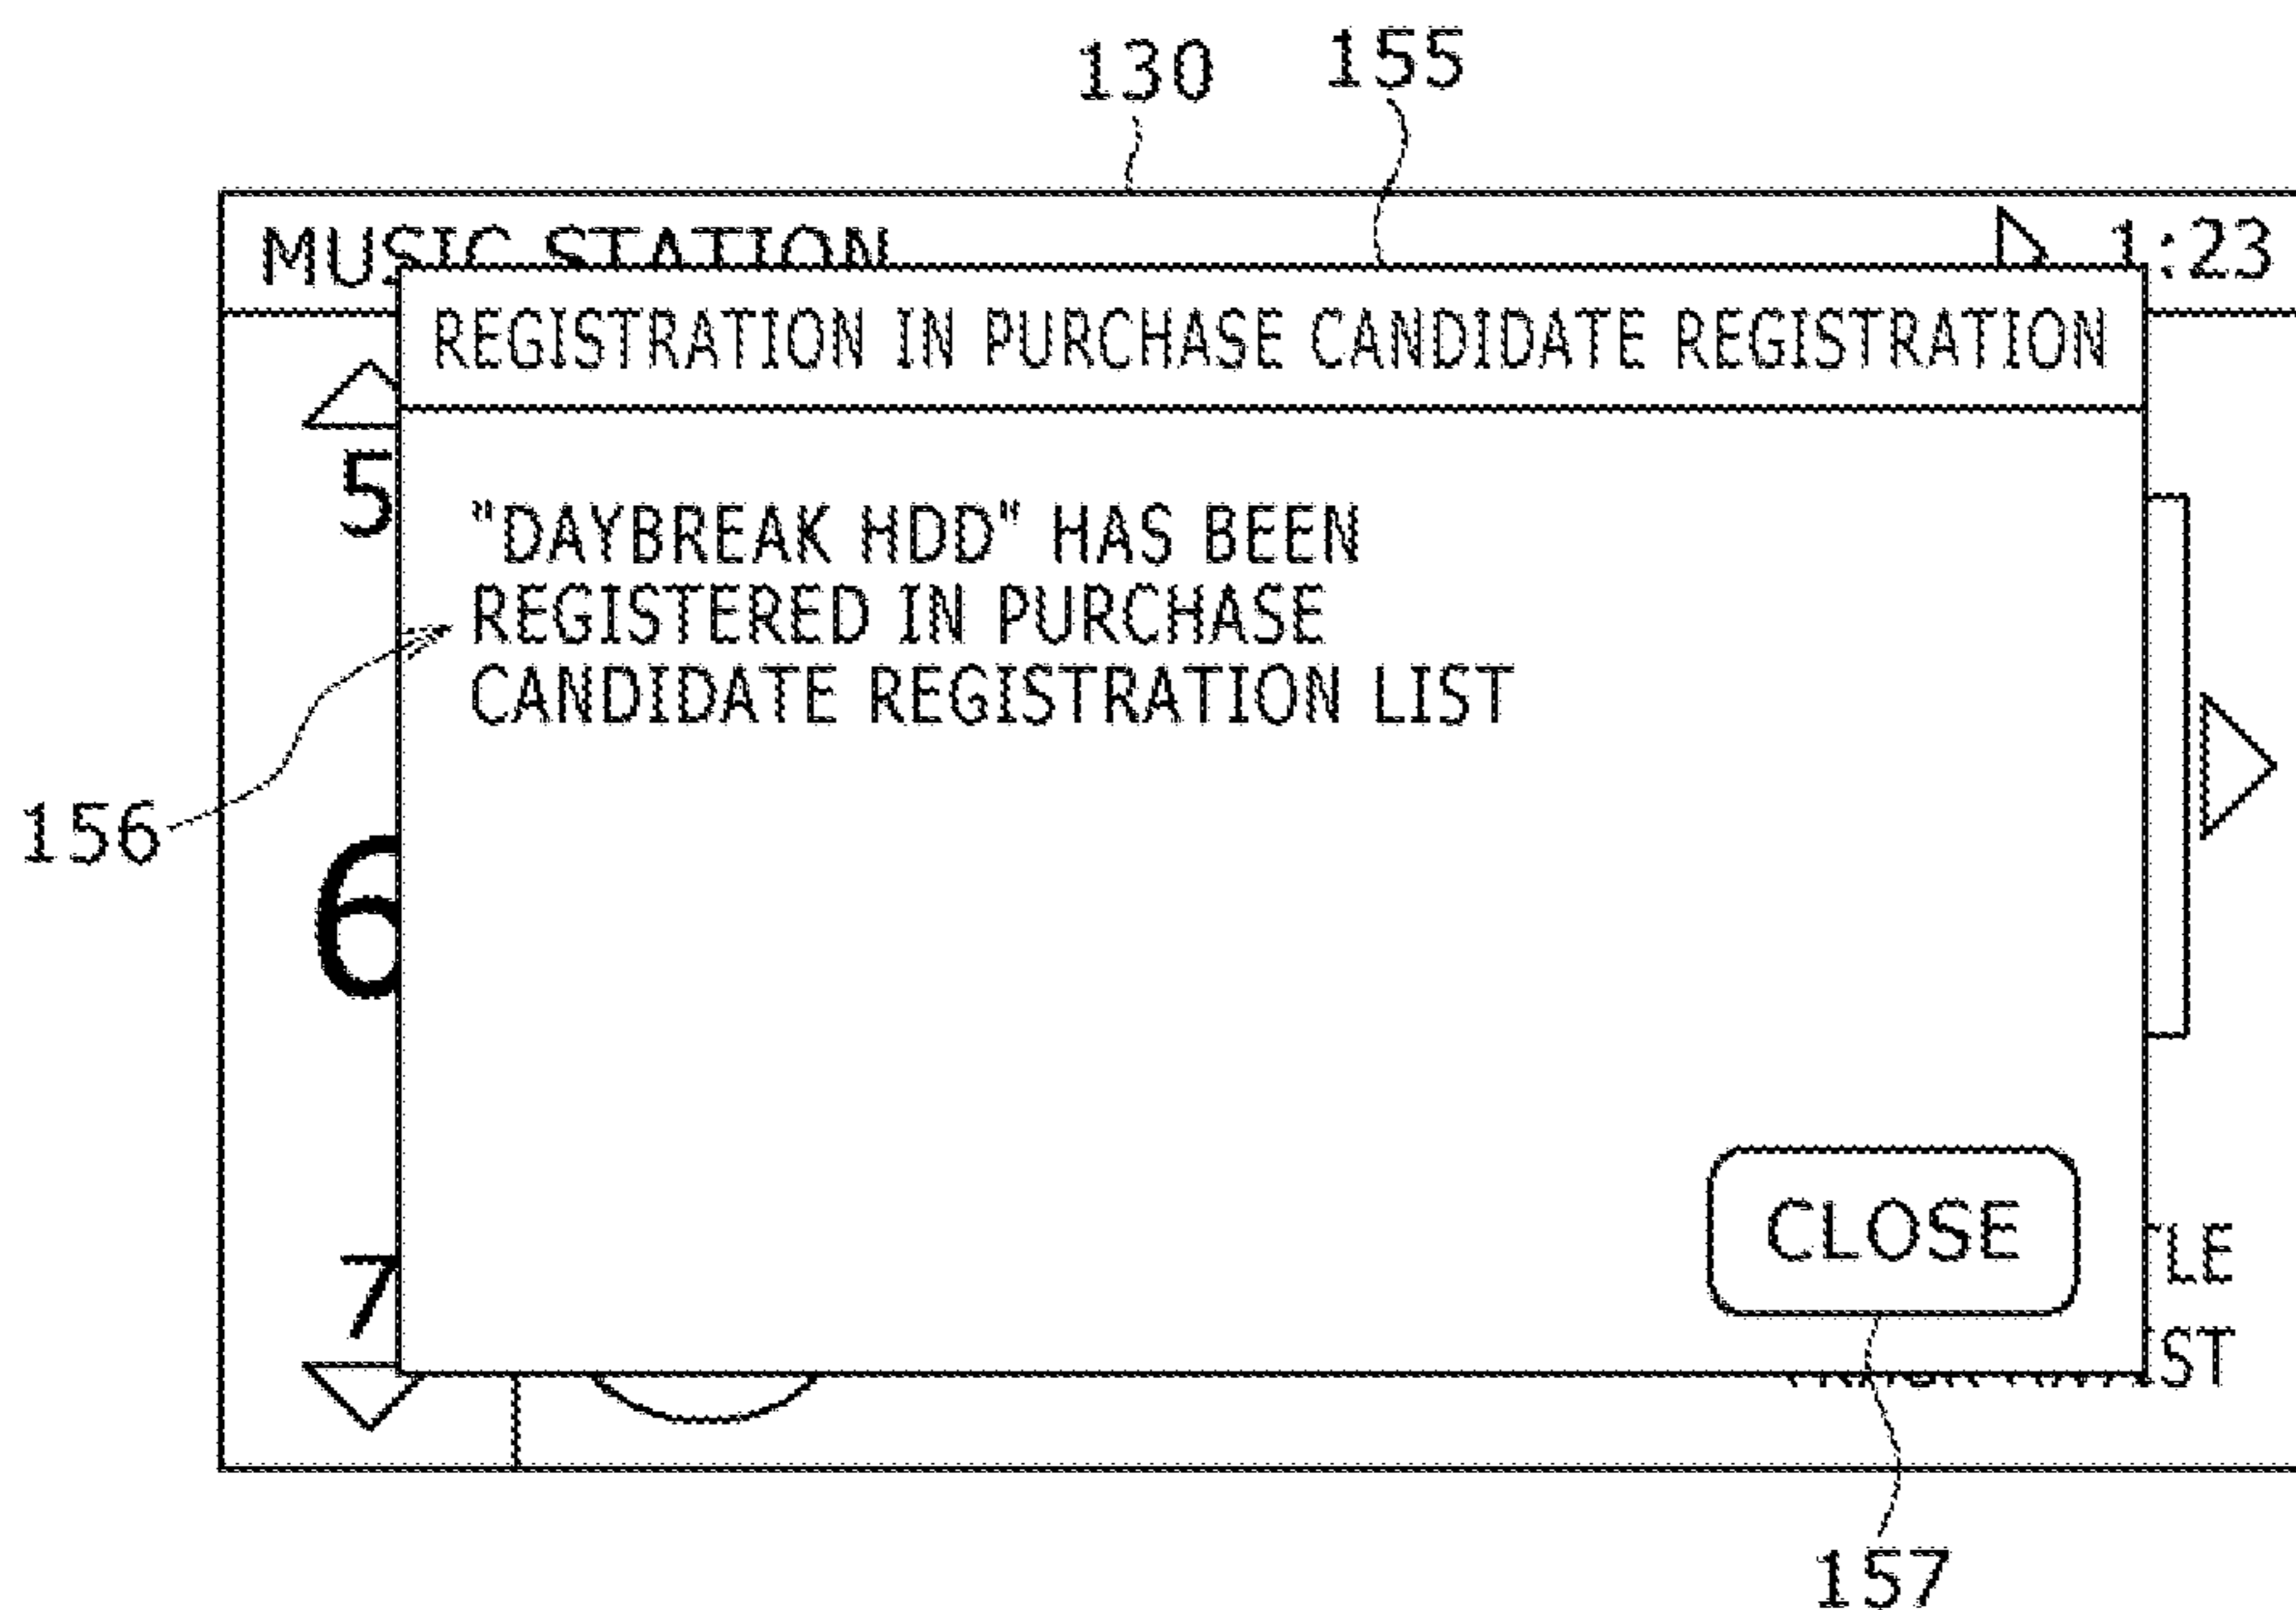 130 155
MUSIC STATION 1:23
REGISTRATION IN PURCHASE CANDIDATE REGISTRATION
5
"DAYBREAK HDD" HAS BEEN
REGISTERED IN PURCHASE
CANDIDATE REGISTRATION LIST
156
6
CLOSE
7
TLE
ST
157